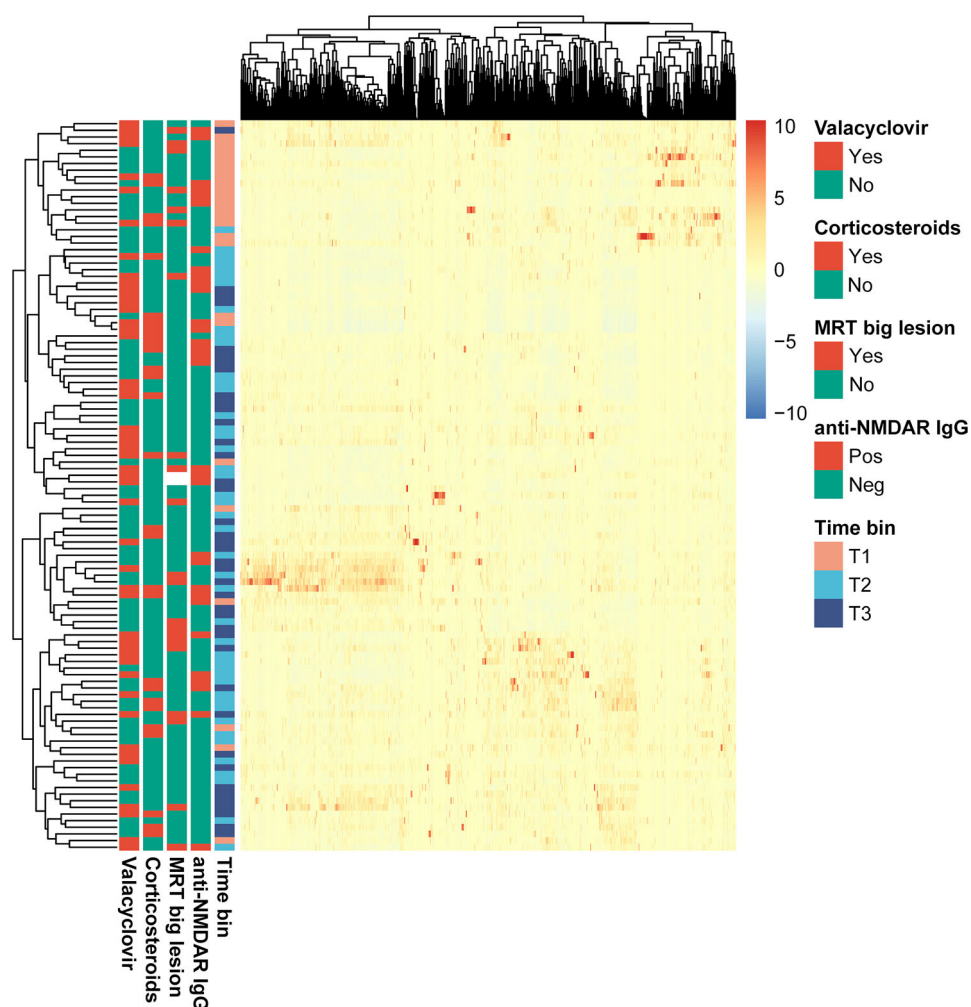 10
5
0
−5
−10
Valacyclovir
Yes
No
Corticosteroids
Yes
No
MRT big lesion
Yes
No
anti-NMDAR IgG
Pos
Neg
Time bin
T1
T2
T3
Valacyclovir
Corticosteroids
MRT big lesion
anti-NMDAR IgG
Time bin